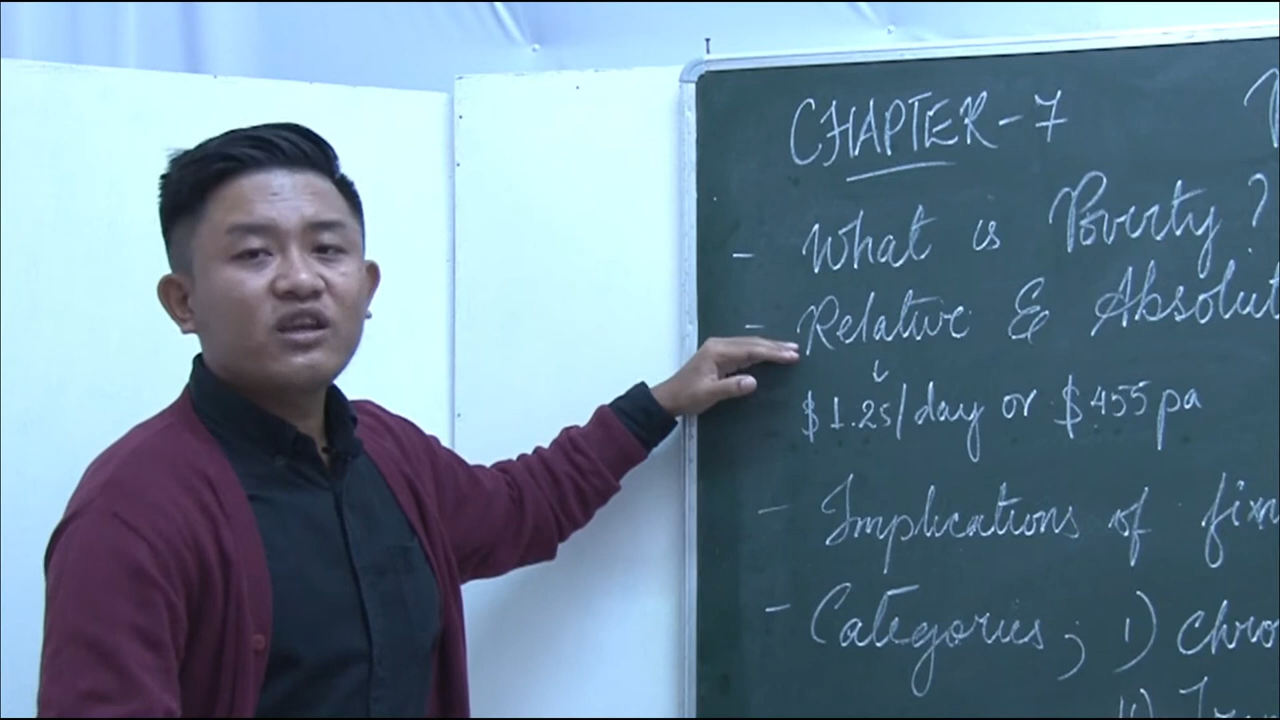 CHAPTER-7
- What is Poverty?
- Relative & Absolut
$1.25/day or $455 pa
- Implications of fix
- Categories; 1) Chro